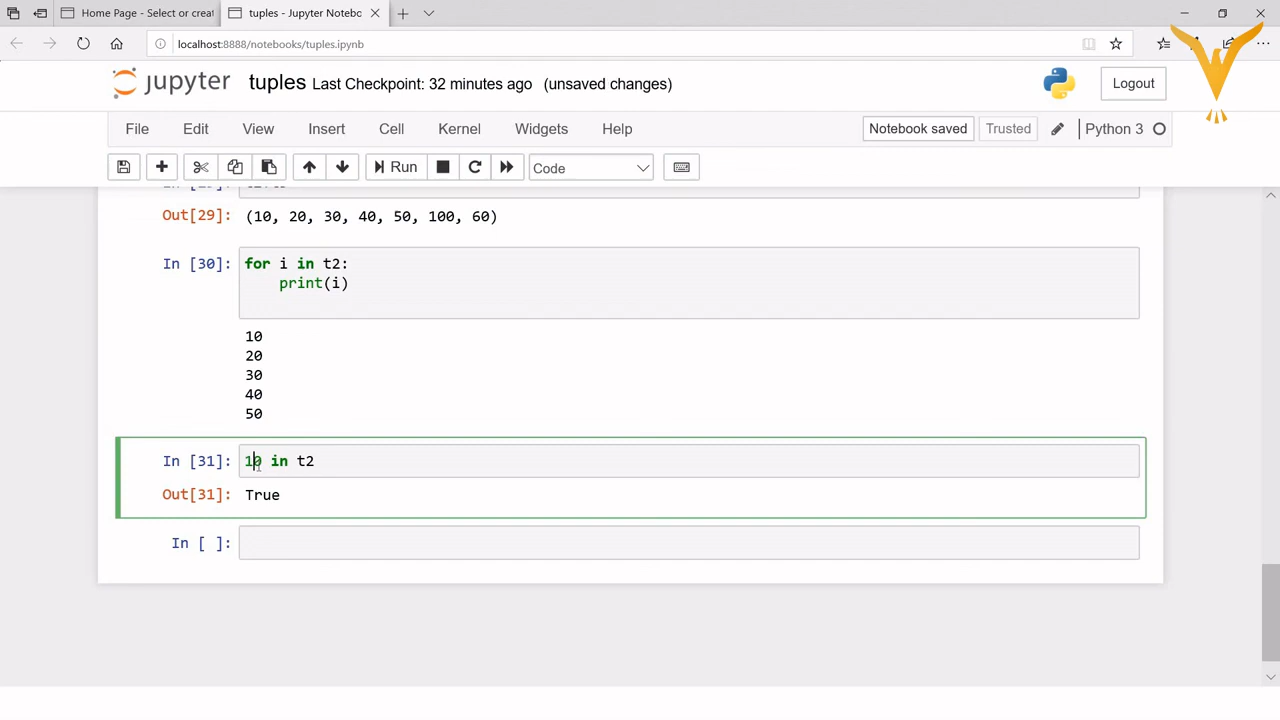 Home Page - Select or creat
tuples - Jupyter Notebo
localhost:8888/notebooks/tuples.ipynb
jupyter tuples Last Checkpoint: 32 minutes ago (unsaved changes)
Logout
File Edit View Insert Cell Kernel Widgets Help
Notebook saved Trusted Python 3
Run Code
Out[29]: (10, 20, 30, 40, 50, 100, 60)
In [30]: for i in t2:
print(i)
10
20
30
40
50
In [31]: 10 in t2
Out[31]: True
In [ ]: